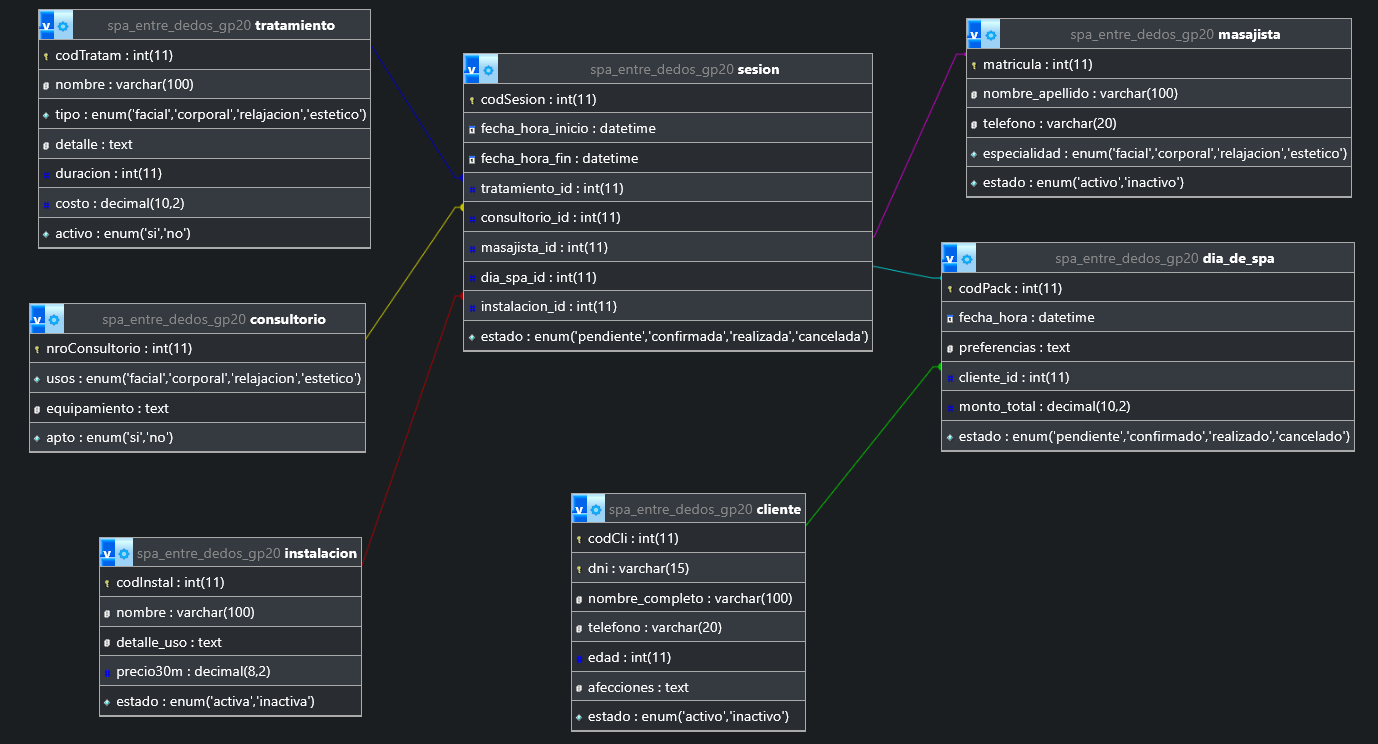 spa_entre_dedos_gp20 tratamiento
codTratam : int(11)
nombre : varchar(100)
tipo : enum('facial','corporal','relajacion','estetico')
detalle : text
duracion : int(11)
costo : decimal(10,2)
activo : enum('si','no')
spa_entre_dedos_gp20 sesion
codSesion : int(11)
fecha_hora_inicio : datetime
fecha_hora_fin : datetime
tratamiento_id : int(11)
consultorio_id : int(11)
masajista_id : int(11)
dia_spa_id : int(11)
instalacion_id : int(11)
estado : enum('pendiente','confirmada','realizada','cancelada')
spa_entre_dedos_gp20 masajista
matricula : int(11)
nombre_apellido : varchar(100)
telefono : varchar(20)
especialidad : enum('facial','corporal','relajacion','estetico')
estado : enum('activo','inactivo')
spa_entre_dedos_gp20 dia_de_spa
codPack : int(11)
fecha_hora : datetime
preferencias : text
cliente_id : int(11)
monto_total : decimal(10,2)
estado : enum('pendiente','confirmado','realizado','cancelado')
spa_entre_dedos_gp20 consultorio
nroConsultorio : int(11)
usos : enum('facial','corporal','relajacion','estetico')
equipamiento : text
apto : enum('si','no')
spa_entre_dedos_gp20 instalacion
codInstal : int(11)
nombre : varchar(100)
detalle_uso : text
precio30m : decimal(8,2)
estado : enum('activa','inactiva')
spa_entre_dedos_gp20 cliente
codCli : int(11)
dni : varchar(15)
nombre_completo : varchar(100)
telefono : varchar(20)
edad : int(11)
afecciones : text
estado : enum('activo','inactivo')